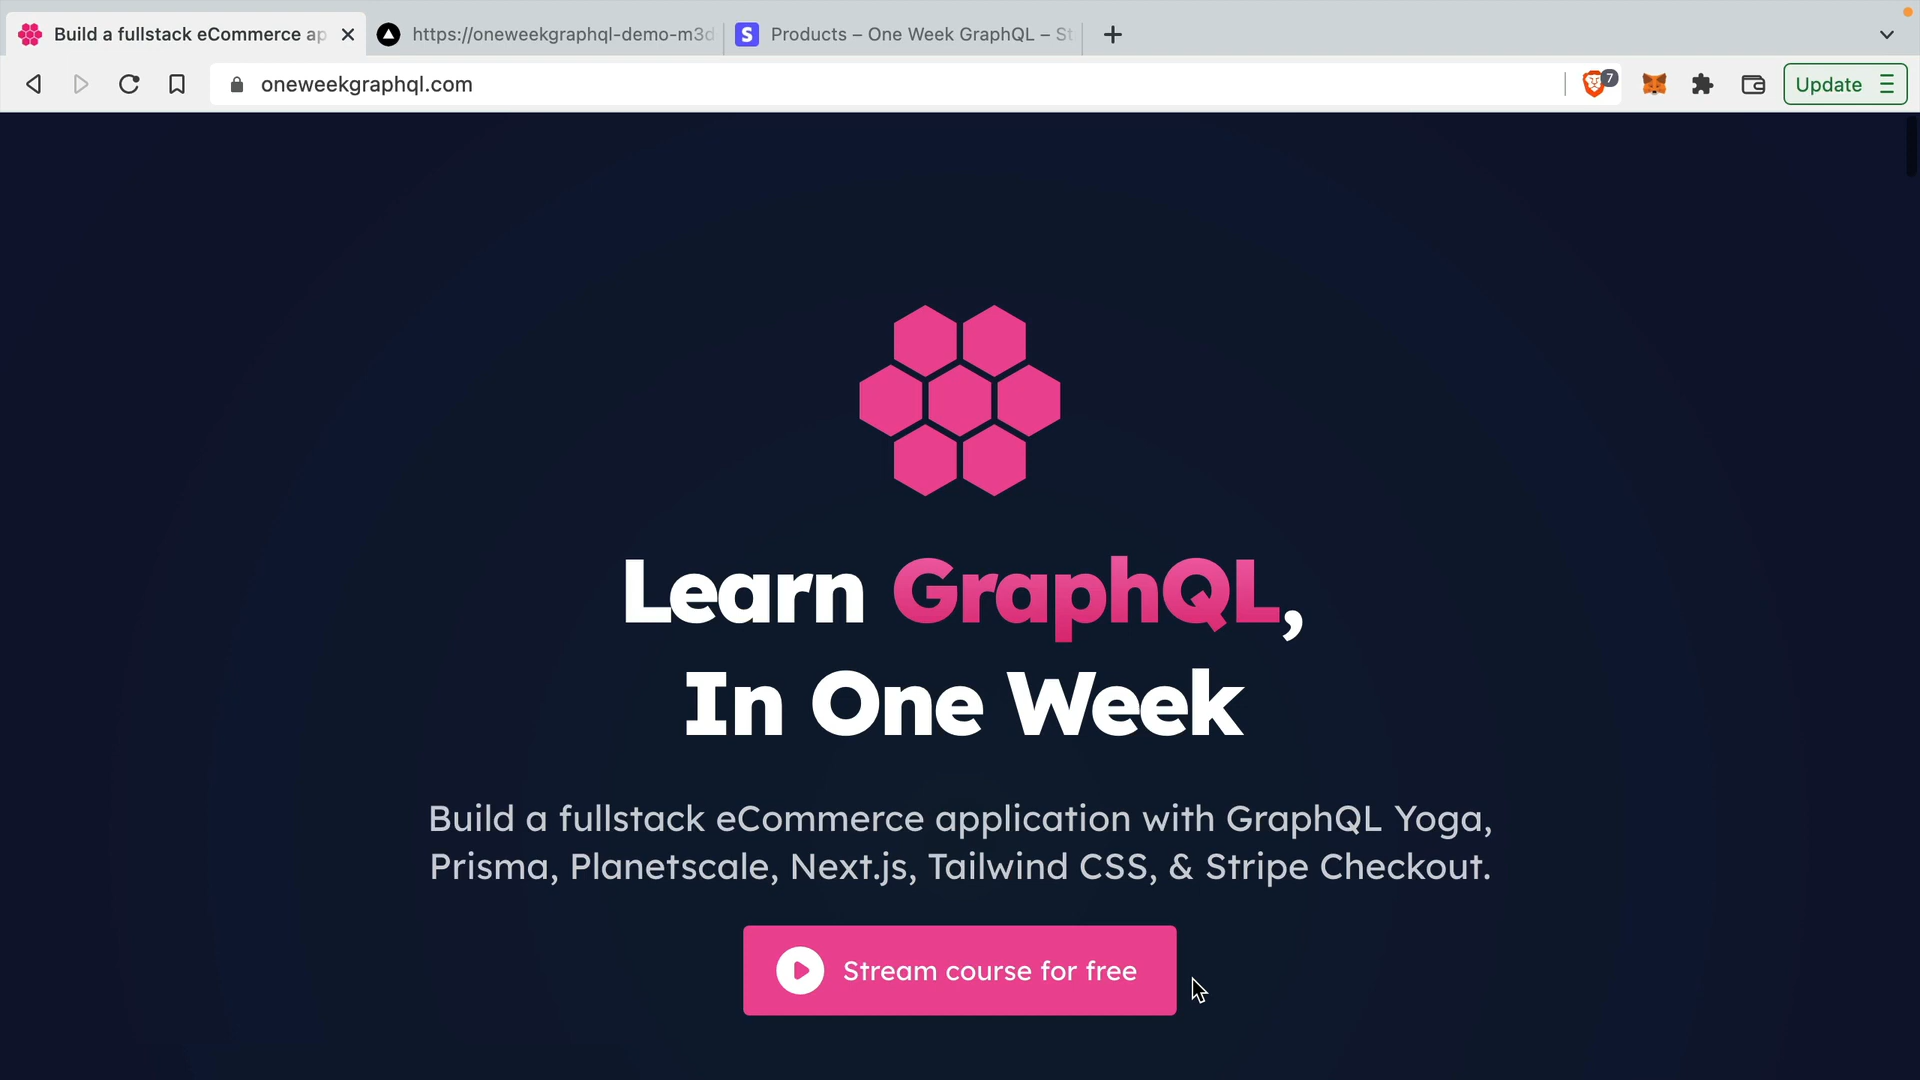 Build a fullstack eCommerce ap
https://oneweekgraphql-demo-m3d
S Products – One Week GraphQL – St
oneweekgraphql.com
7
Update
Learn GraphQL,
In One Week
Build a fullstack eCommerce application with GraphQL Yoga,
Prisma, Planetscale, Next.js, Tailwind CSS, & Stripe Checkout.
Stream course for free